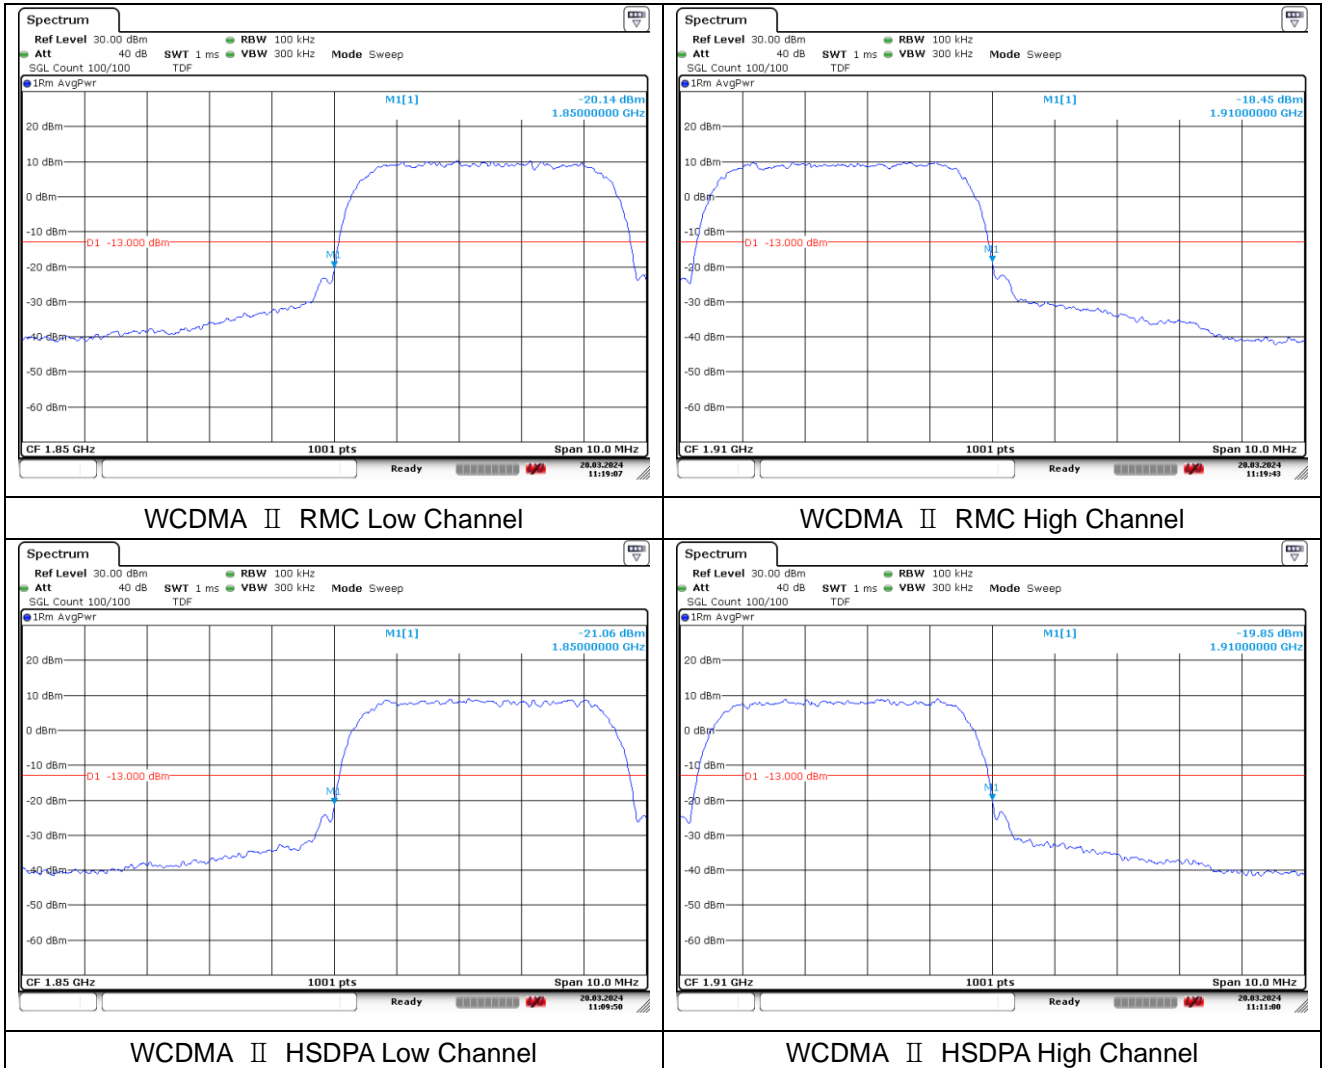 Spectrum
Ref Level 30.00 dBm RBW 100 kHz
Att 40 dB SWT 1 ms VBW 300 kHz Mode Sweep
SGL Count 100/100 TDF
1Rm AvgPwr
M1[1] -20.14 dBm
1.85000000 GHz
20 dBm
10 dBm
0 dBm
-10 dBm
D1 -13.000 dBm
M1
-20 dBm
-30 dBm
-40 dBm
-50 dBm
-60 dBm
CF 1.85 GHz 1001 pts Span 10.0 MHz
Ready 20.03.2024
11:19:07
WCDMA Ⅱ RMC Low Channel
Spectrum
Ref Level 30.00 dBm RBW 100 kHz
Att 40 dB SWT 1 ms VBW 300 kHz Mode Sweep
SGL Count 100/100 TDF
1Rm AvgPwr
M1[1] -18.45 dBm
1.91000000 GHz
20 dBm
10 dBm
0 dBm
-10 dBm
D1 -13.000 dBm
M1
-20 dBm
-30 dBm
-40 dBm
-50 dBm
-60 dBm
CF 1.91 GHz 1001 pts Span 10.0 MHz
Ready 20.03.2024
11:19:43
WCDMA Ⅱ RMC High Channel
Spectrum
Ref Level 30.00 dBm RBW 100 kHz
Att 40 dB SWT 1 ms VBW 300 kHz Mode Sweep
SGL Count 100/100 TDF
1Rm AvgPwr
M1[1] -21.06 dBm
1.85000000 GHz
20 dBm
10 dBm
0 dBm
-10 dBm
D1 -13.000 dBm
M1
-20 dBm
-30 dBm
-40 dBm
-50 dBm
-60 dBm
CF 1.85 GHz 1001 pts Span 10.0 MHz
Ready 20.03.2024
11:09:50
WCDMA Ⅱ HSDPA Low Channel
Spectrum
Ref Level 30.00 dBm RBW 100 kHz
Att 40 dB SWT 1 ms VBW 300 kHz Mode Sweep
SGL Count 100/100 TDF
1Rm AvgPwr
M1[1] -19.85 dBm
1.91000000 GHz
20 dBm
10 dBm
0 dBm
-10 dBm
D1 -13.000 dBm
M1
-20 dBm
-30 dBm
-40 dBm
-50 dBm
-60 dBm
CF 1.91 GHz 1001 pts Span 10.0 MHz
Ready 20.03.2024
11:11:00
WCDMA Ⅱ HSDPA High Channel